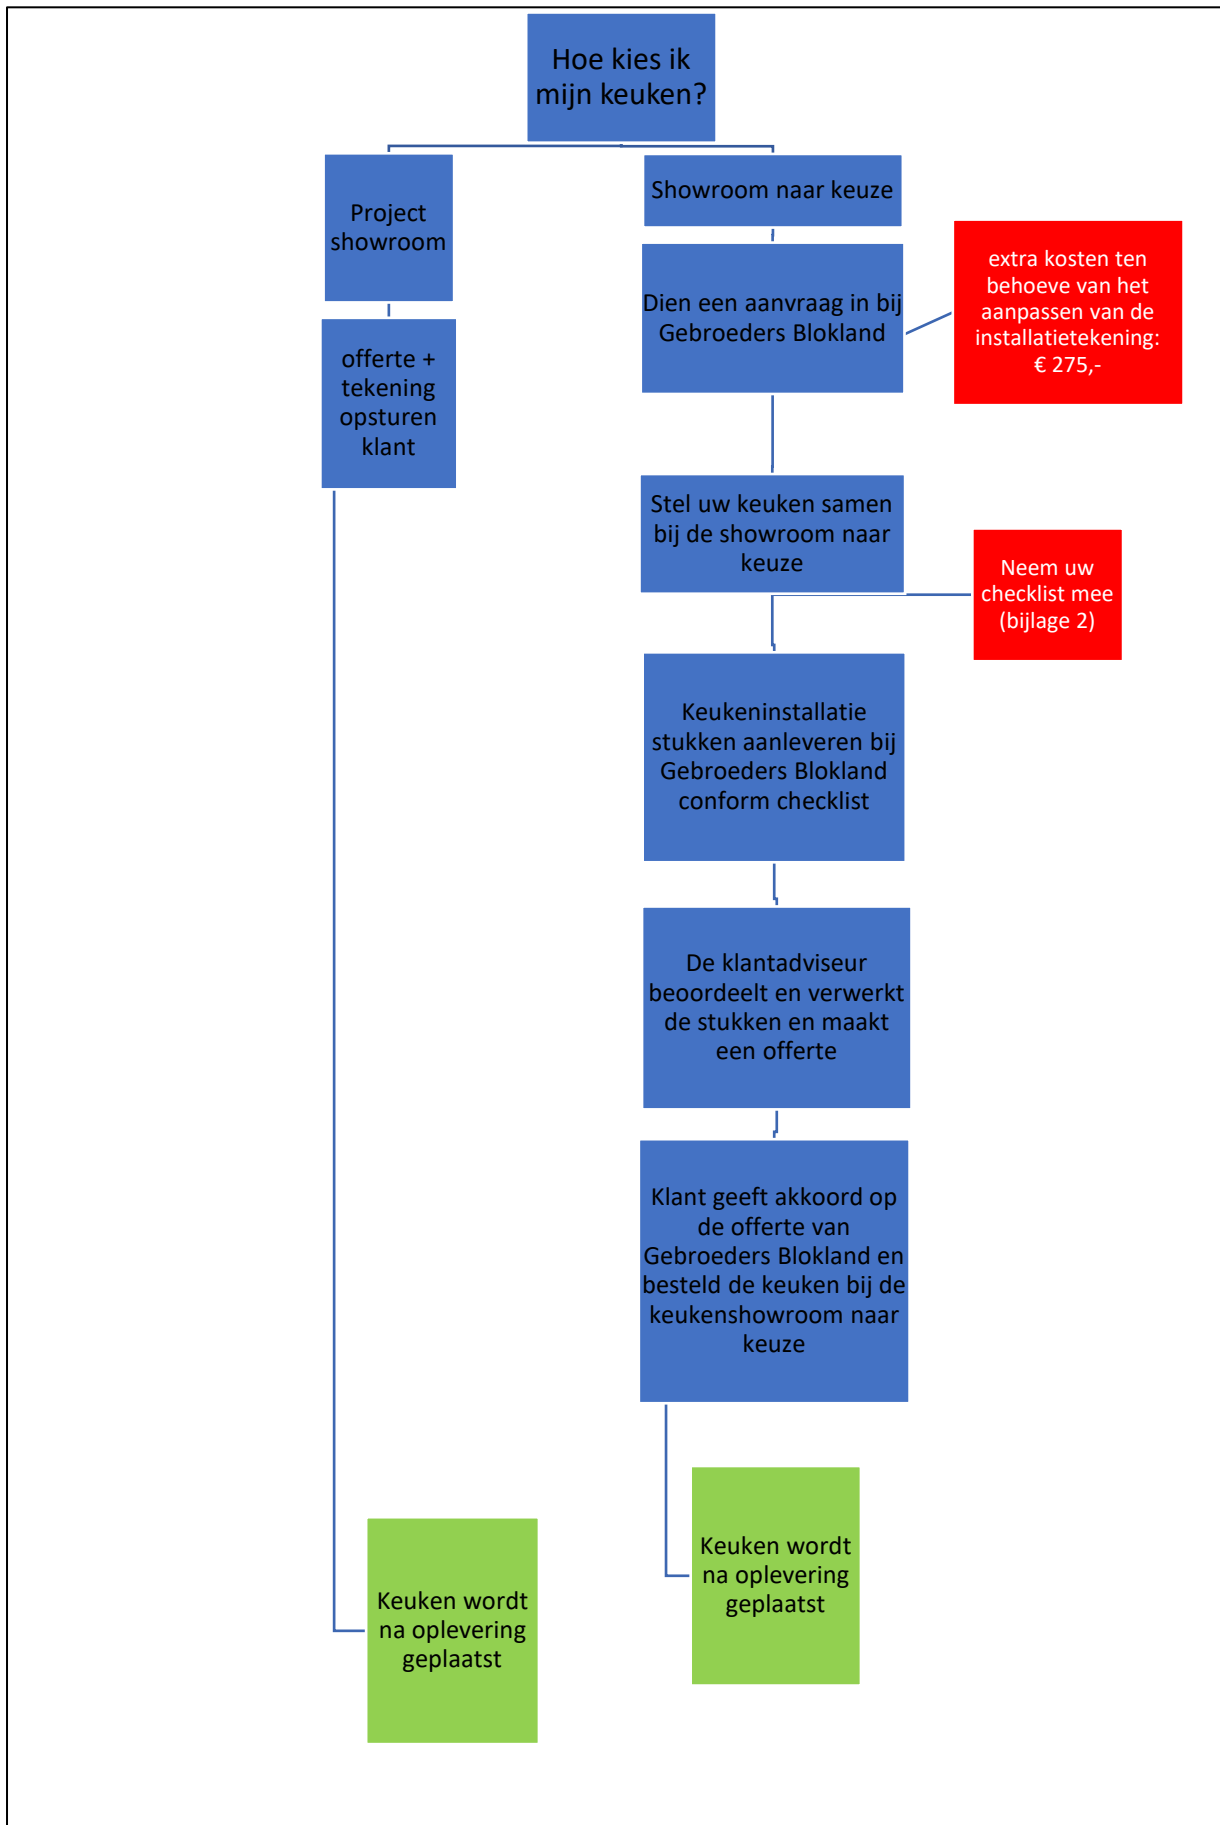 Hoe kies ik
mijn keuken?
Project
showroom
offerte +
tekening
opsturen
klant
Keuken wordt
na oplevering
geplaatst
Showroom naar keuze
Dien een aanvraag in bij
Gebroeders Blokland
extra kosten ten
behoeve van het
aanpassen van de
installatietekening:
€ 275,-
Stel uw keuken samen
bij de showroom naar
keuze
Neem uw
checklist mee
(bijlage 2)
Keukeninstallatie
stukken aanleveren bij
Gebroeders Blokland
conform checklist
De klantadviseur
beoordeelt en verwerkt
de stukken en maakt
een offerte
Klant geeft akkoord op
de offerte van
Gebroeders Blokland en
besteld de keuken bij de
keukenshowroom naar
keuze
Keuken wordt
na oplevering
geplaatst